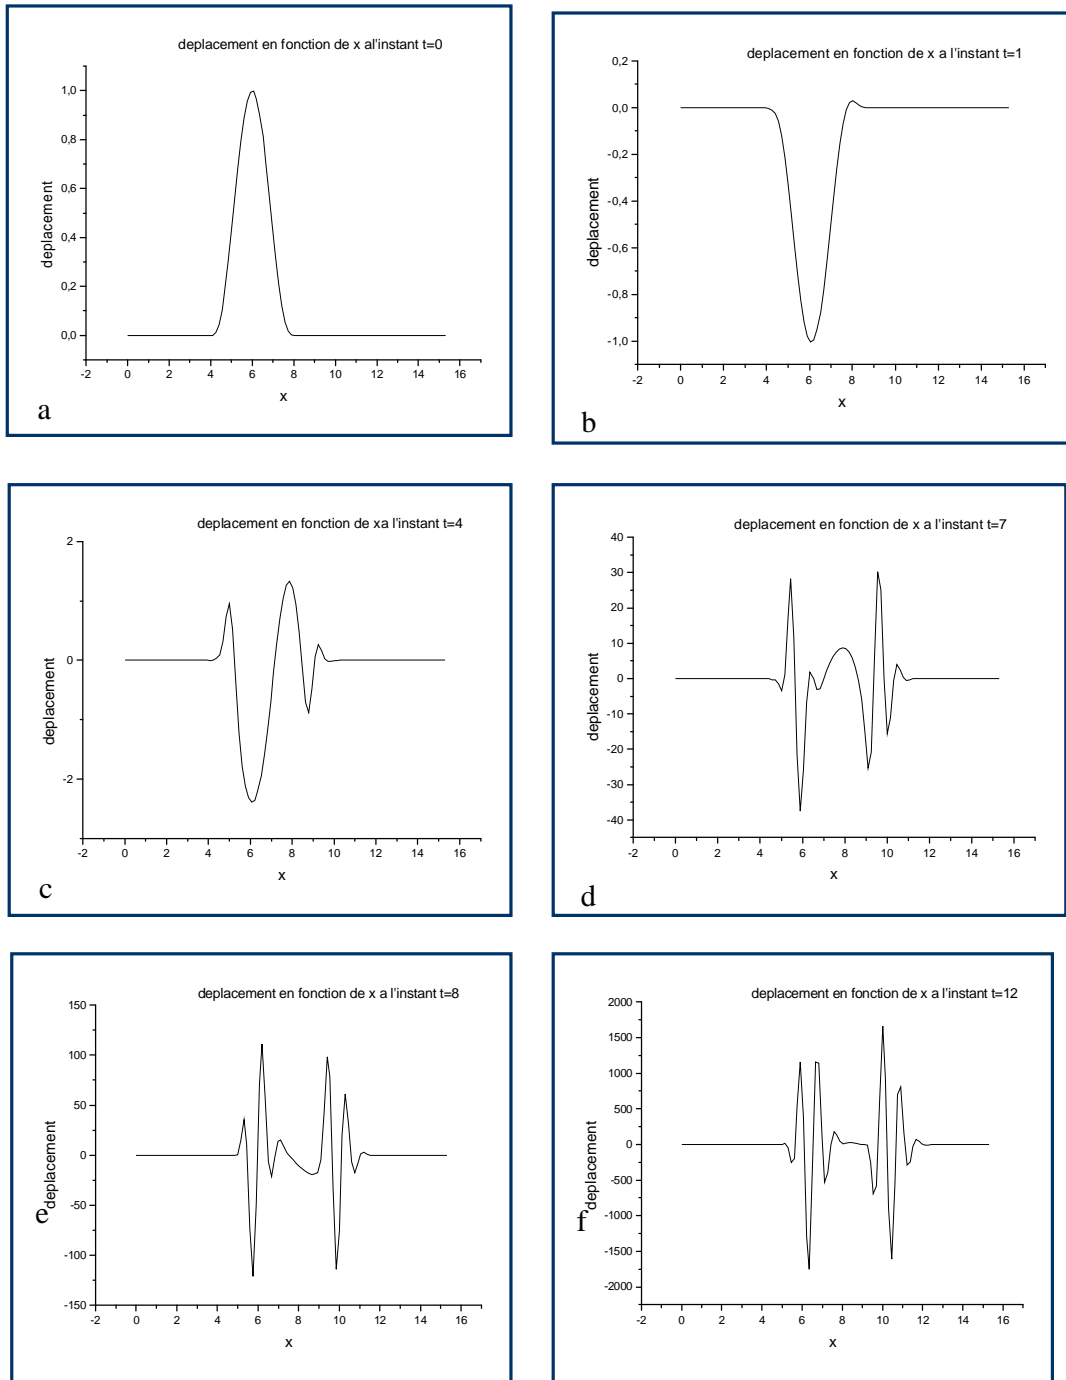 deplacement en fonction de x al'instant t=0
1,0
0,8
0,6
0,4
0,2
0,0
deplacement
-2 0 2 4 6 8 10 12 14 16
x
a
deplacement en fonction de x a l'instant t=1
0,2
0,0
-0,2
-0,4
-0,6
-0,8
-1,0
deplacement
-2 0 2 4 6 8 10 12 14 16
x
b
deplacement en fonction de xa l'instant t=4
2
0
-2
deplacement
-2 0 2 4 6 8 10 12 14 16
x
c
deplacement en fonction de x a l'instant t=7
40
30
20
10
0
-10
-20
-30
-40
deplacement
-2 0 2 4 6 8 10 12 14 16
x
d
deplacement en fonction de x a l'instant t=8
150
100
50
0
-50
-100
-150
deplacement
-2 0 2 4 6 8 10 12 14 16
x
e
deplacement en fonction de x a l'instant t=12
2000
1500
1000
500
0
-500
-1000
-1500
-2000
deplacement
-2 0 2 4 6 8 10 12 14 16
x
f